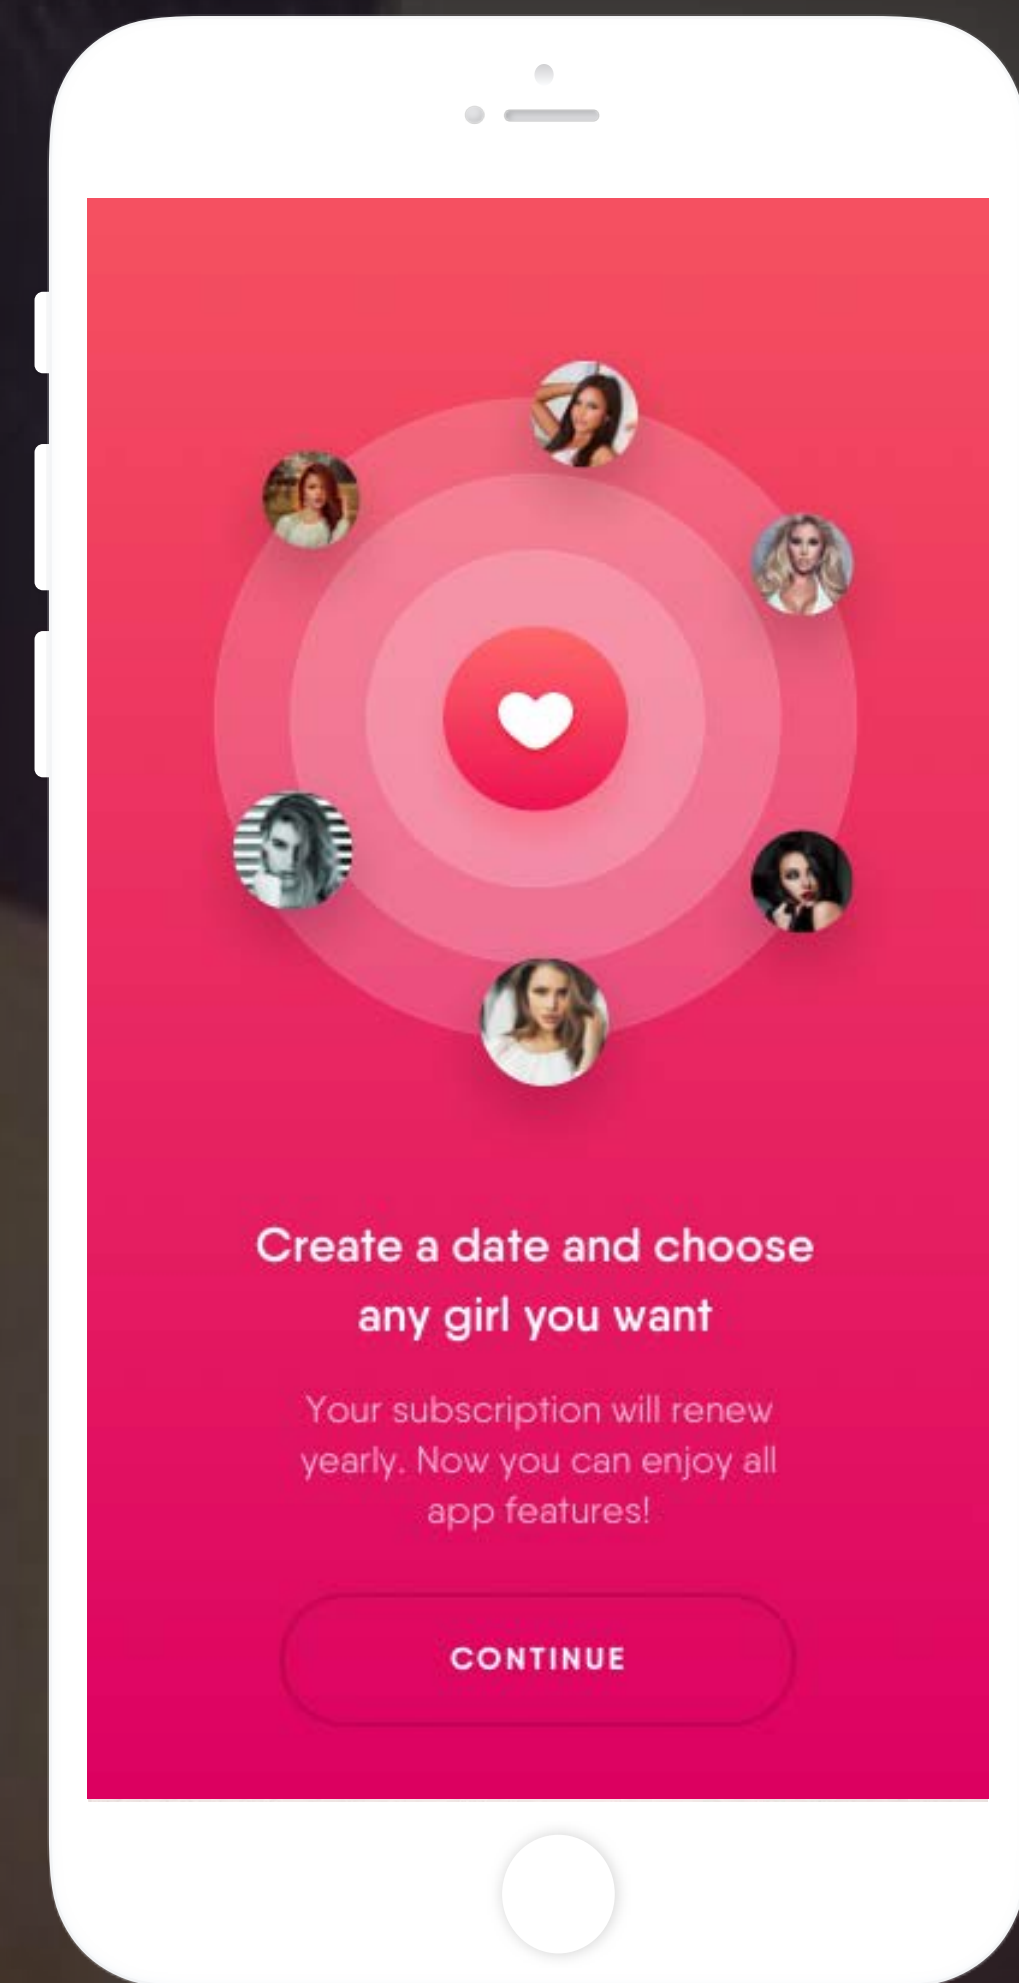 Create a date and choose
any girl you want
Your subscription will renew
yearly. Now you can enjoy all
app features!
CONTINUE